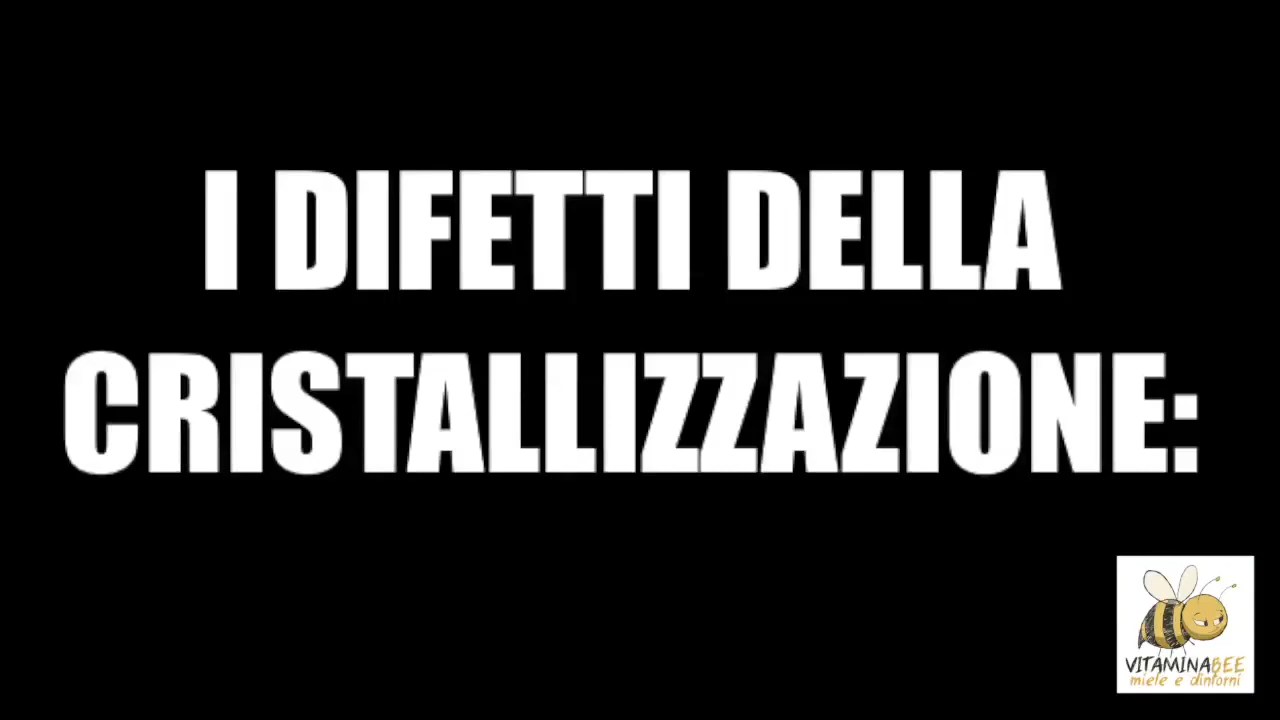 I DIFETTI DELLA
CRISTALLIZZAZIONE:
VITAMINABEE
miele e dintorni